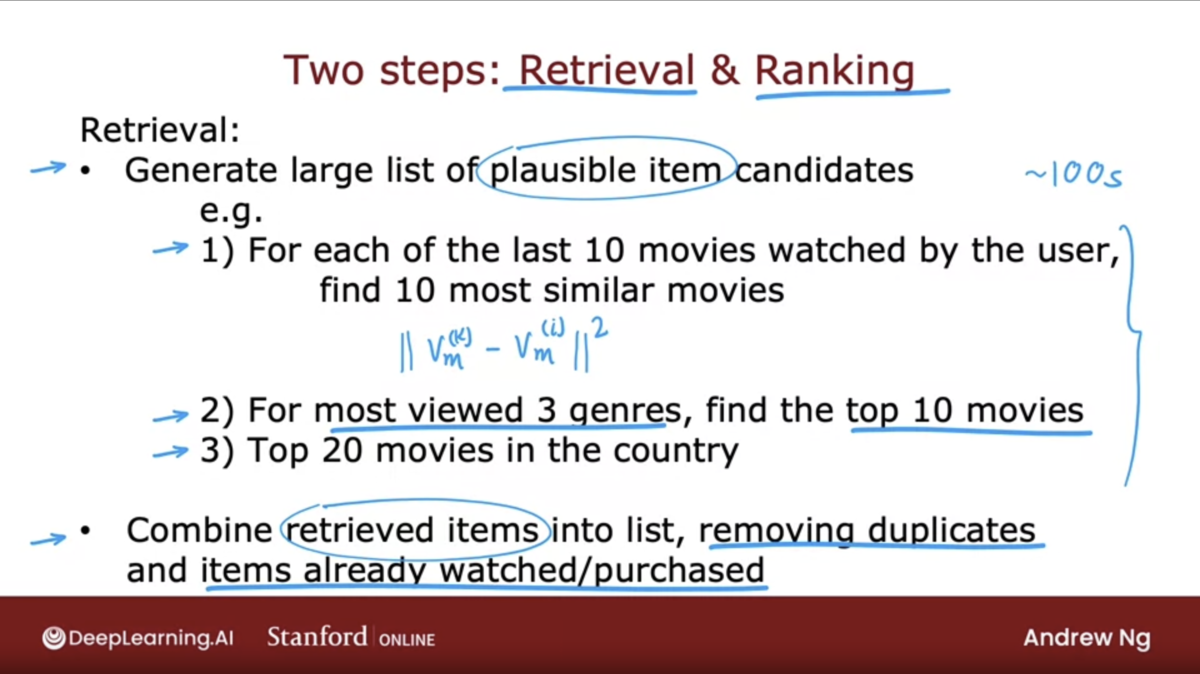 Two steps: Retrieval & Ranking
Retrieval:
• Generate large list of plausible item candidates ~100s
e.g.
1) For each of the last 10 movies watched by the user,
find 10 most similar movies
|| Vm^(k) - Vm^(i) ||^2
2) For most viewed 3 genres, find the top 10 movies
3) Top 20 movies in the country
• Combine retrieved items into list, removing duplicates
and items already watched/purchased
DeepLearning.AI Stanford ONLINE Andrew Ng